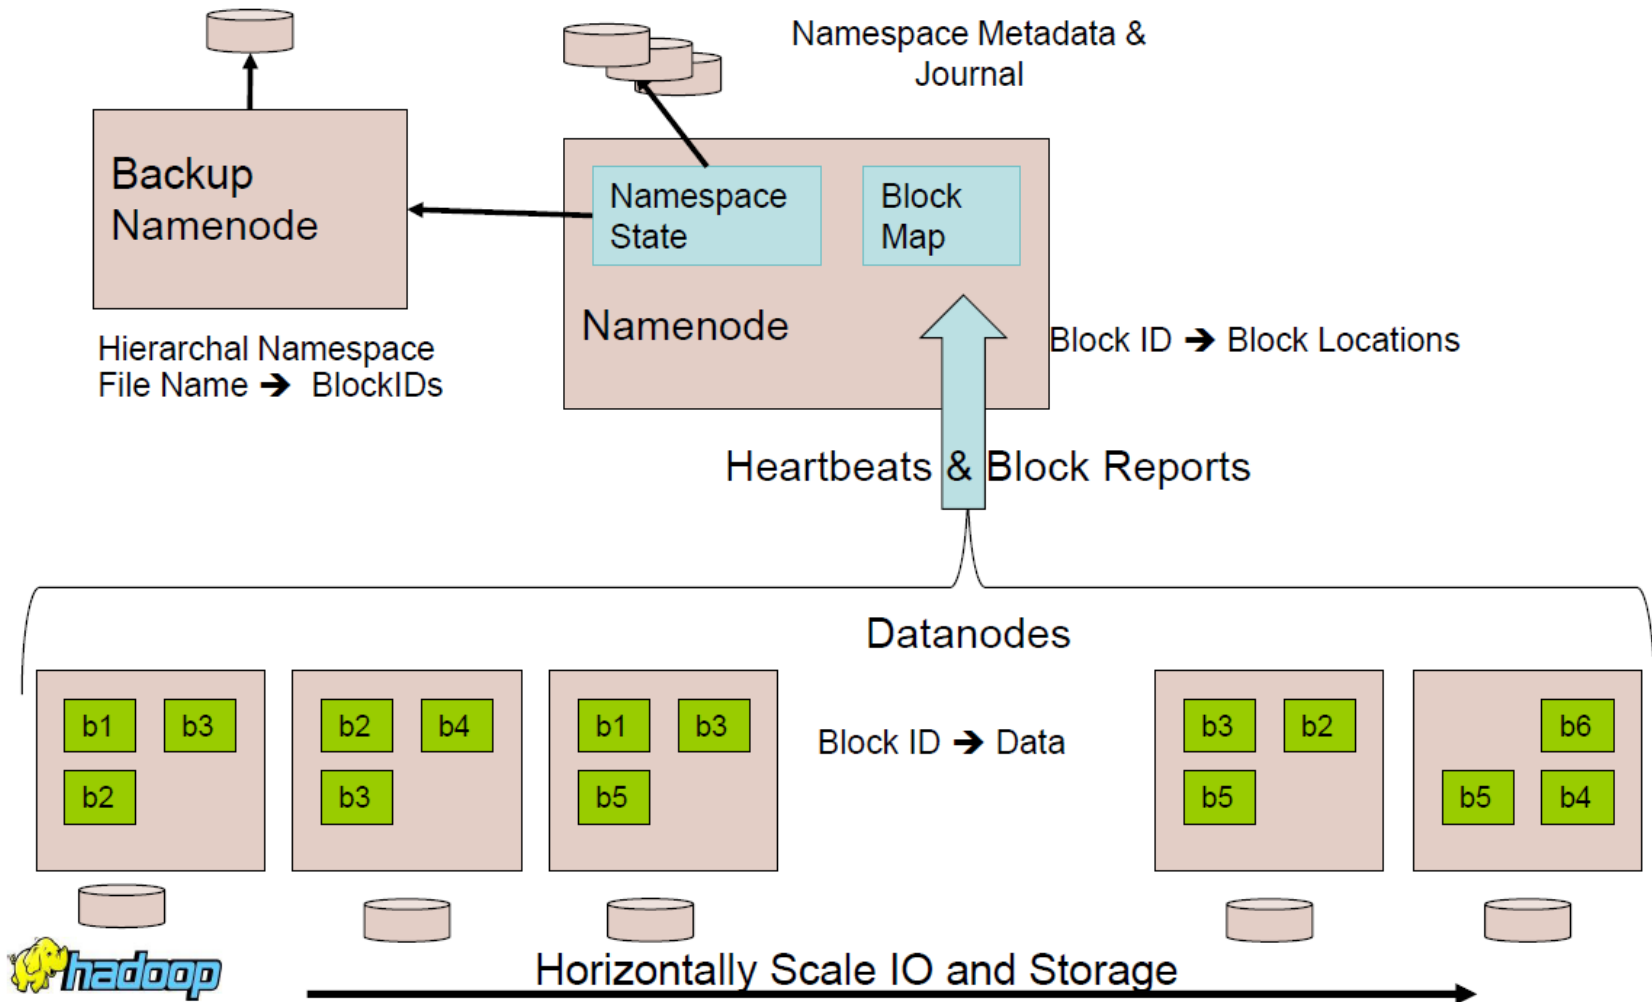 Namespace Metadata &
Journal
Backup
Namenode
Namespace
State
Block
Map
Namenode
Hierarchal Namespace
File Name ➔ BlockIDs
Block ID ➔ Block Locations
Heartbeats & Block Reports
Datanodes
b1 b3
b2
b2 b4
b3
b1 b3
b5
Block ID ➔ Data
b3 b2
b5
b6
b5 b4
hadoop
Horizontally Scale IO and Storage